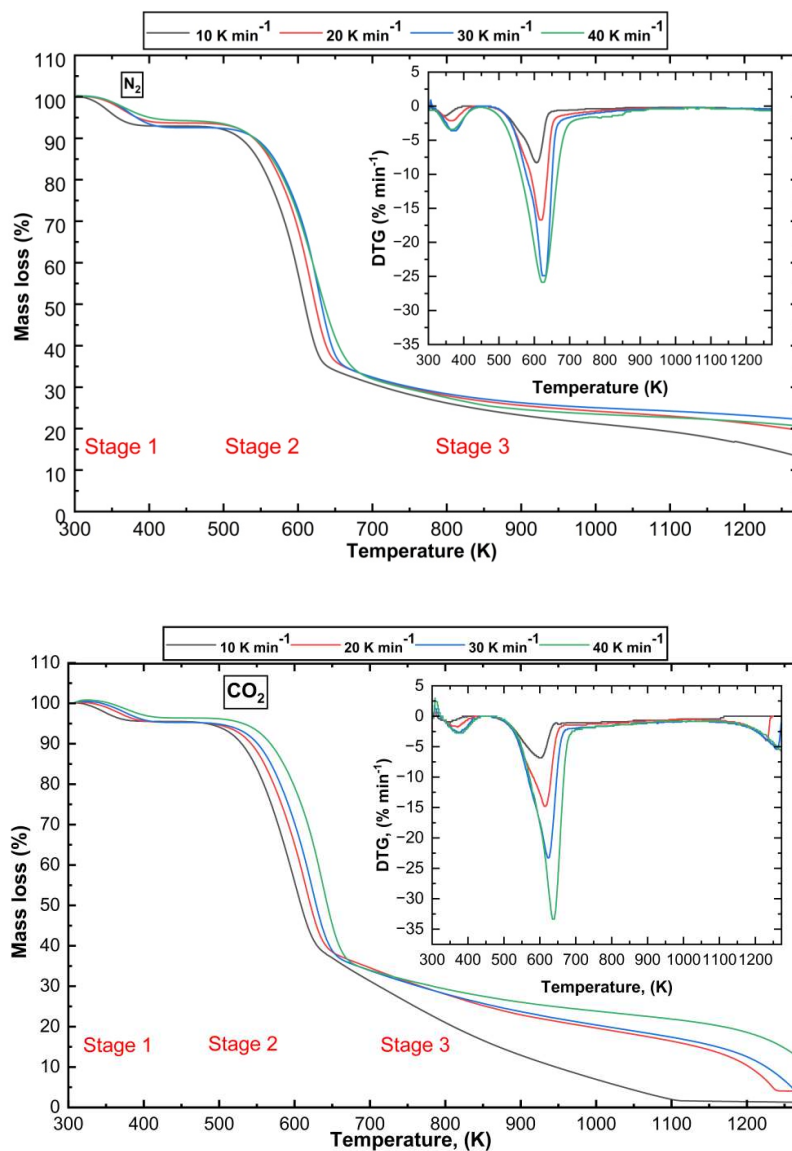 10 K min-1 20 K min-1 30 K min-1 40 K min-1
110
100
90
80
70
60
50
40
30
20
10
0
Mass loss (%)
N2
Stage 1 Stage 2 Stage 3
300 400 500 600 700 800 900 1000 1100 1200
Temperature (K)
5
0
−5
−10
−15
−20
−25
−30
−35
DTG (% min-1)
300 400 500 600 700 800 900 1000 1100 1200
Temperature (K)
10 K min-1 20 K min-1 30 K min-1 40 K min-1
110
100
90
80
70
60
50
40
30
20
10
0
Mass loss (%)
CO2
Stage 1 Stage 2 Stage 3
300 400 500 600 700 800 900 1000 1100 1200
Temperature, (K)
5
0
−5
−10
−15
−20
−25
−30
−35
DTG, (% min-1)
300 400 500 600 700 800 900 1000 1100 1200
Temperature, (K)